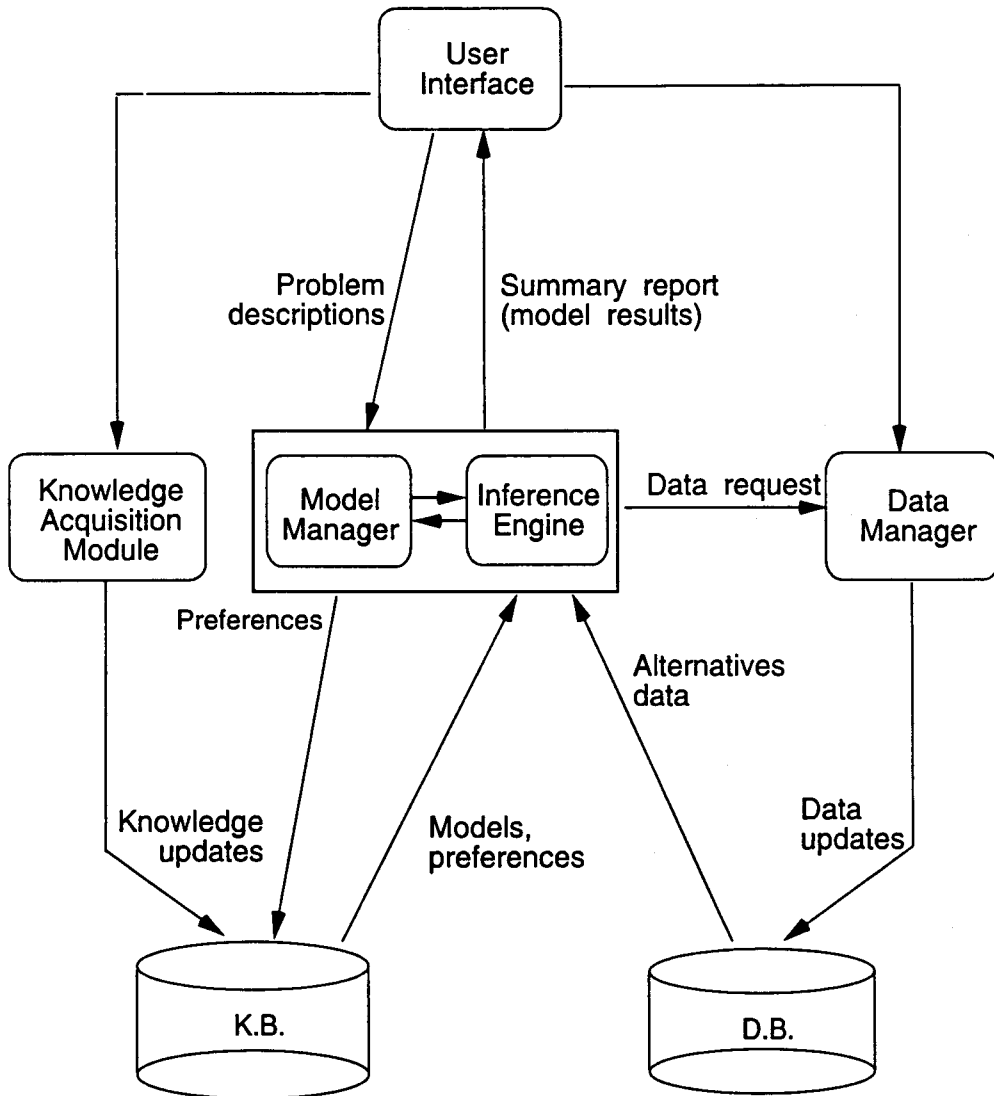 User
Interface
Problem
descriptions
Summary report
(model results)
Knowledge
Acquisition
Module
Model
Manager
Inference
Engine
Data request
Data
Manager
Preferences
Alternatives
data
Knowledge
updates
Models,
preferences
Data
updates
K.B.
D.B.